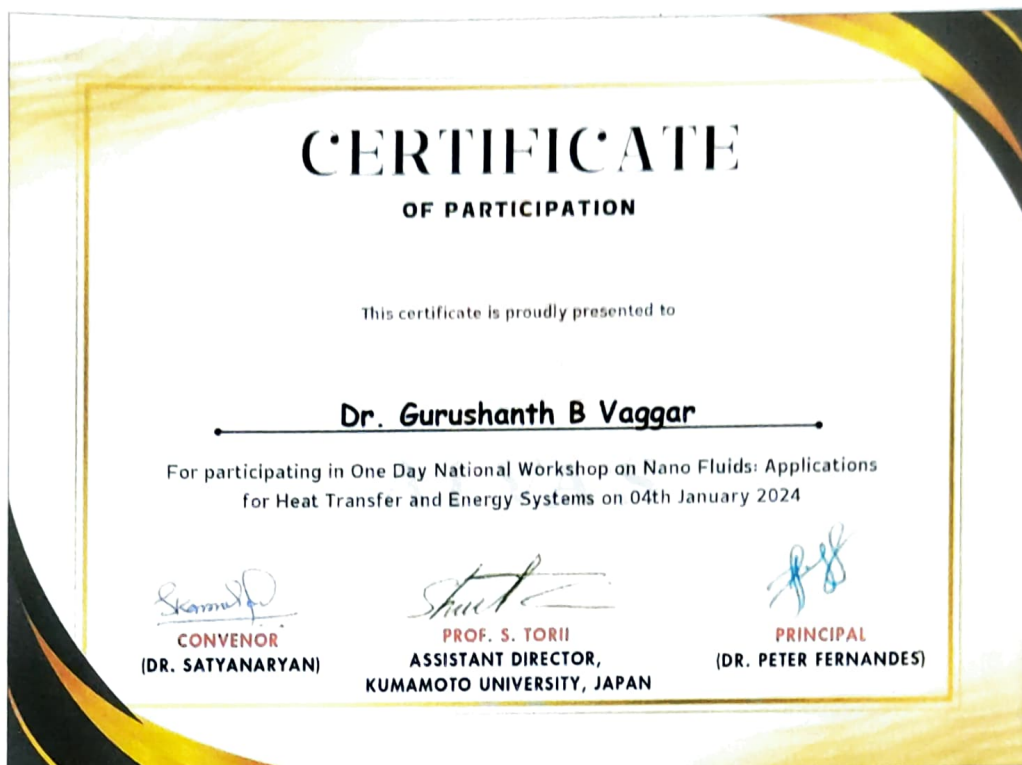 CERTIFICATE
OF PARTICIPATION
This certificate is proudly presented to
Dr. Gurushanth B Vaggar
For participating in One Day National Workshop on Nano Fluids: Applications
for Heat Transfer and Energy Systems on 04th January 2024
CONVENOR
(DR. SATYANARYAN)
PROF. S. TORII
ASSISTANT DIRECTOR,
KUMAMOTO UNIVERSITY, JAPAN
PRINCIPAL
(DR. PETER FERNANDES)